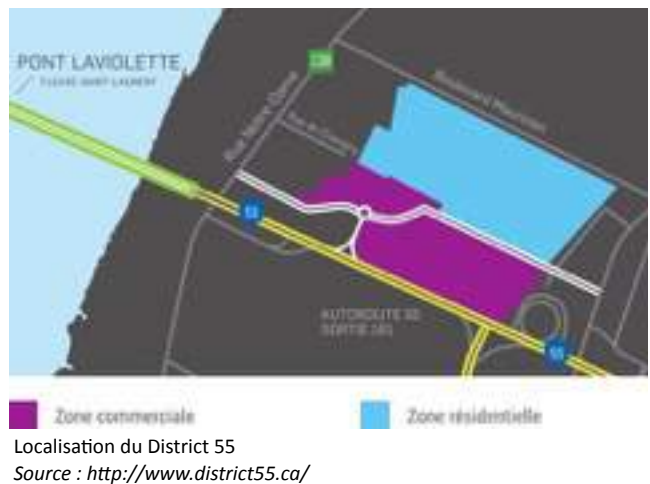 PONT LAVIOLETTE
FLEUVE SAINT-LAURENT
138
Boulevard
Rue Notre-Dame
55
AUTOROUTE 55
SORTIE 181
55
Zone commerciale
Zone résidentielle
Localisation du District 55
Source : http://www.district55.ca/